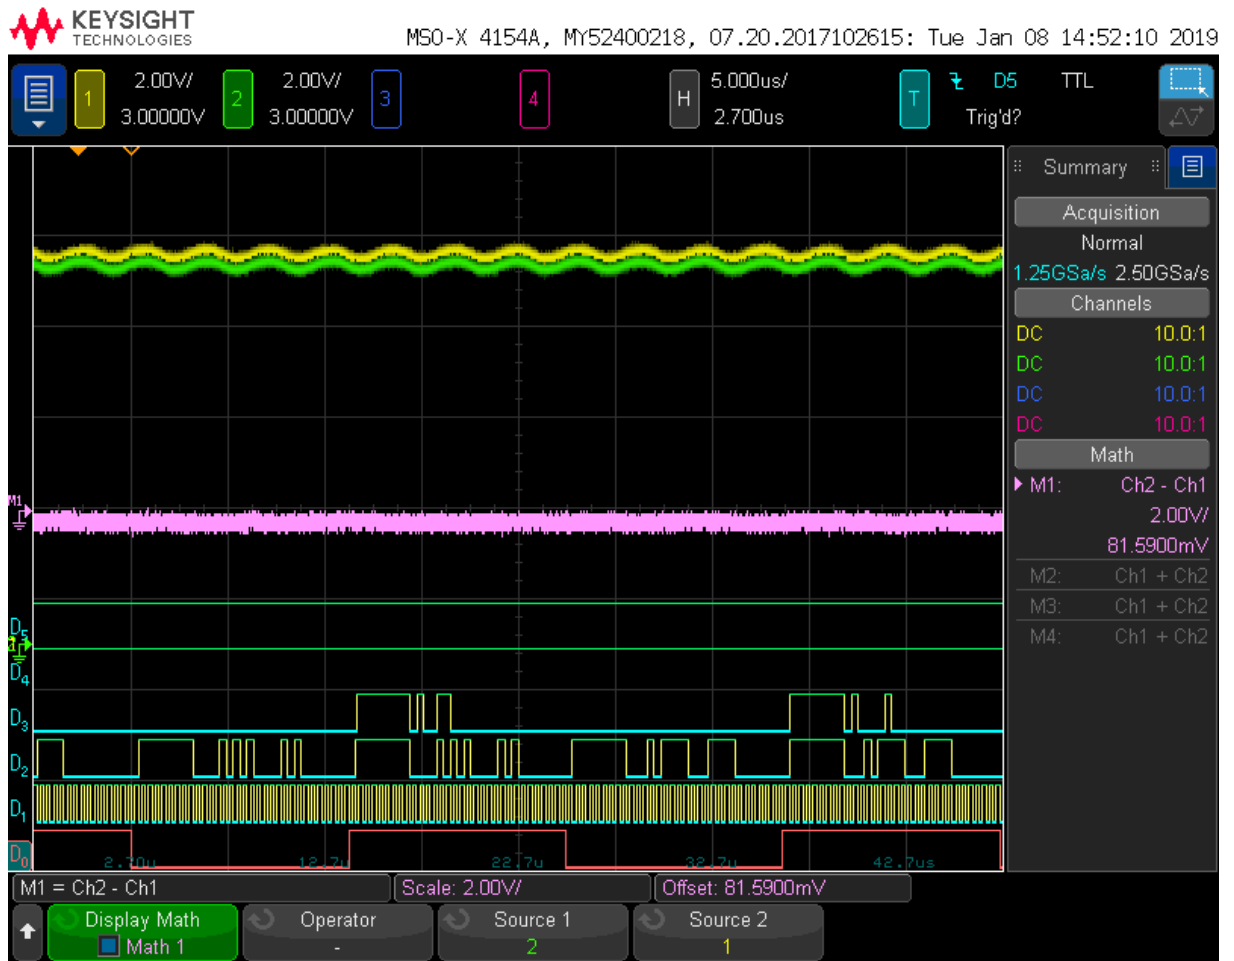 KEYSIGHT
TECHNOLOGIES
MSO-X 4154A, MY52400218, 07.20.2017102615: Tue Jan 08 14:52:10 2019
1 2.00V/ 2 2.00V/ 3 4 H 5.000us/ T D5 TTL
3.00000V 3.00000V 2.700us Trig'd?
Summary
Acquisition
Normal
1.25GSa/s 2.50GSa/s
Channels
DC 10.0:1
DC 10.0:1
DC 10.0:1
DC 10.0:1
Math
M1: Ch2 - Ch1
2.00V/
81.5900mV
M2: Ch1 + Ch2
M3: Ch1 + Ch2
M4: Ch1 + Ch2
M1
D5
D4
D3
D2
D1
D0
2.70u 12.7u 22.7u 32.7u 42.7us
M1 = Ch2 - Ch1 Scale: 2.00V/ Offset: 81.5900mV
Display Math Operator Source 1 Source 2
Math 1 - 2 1